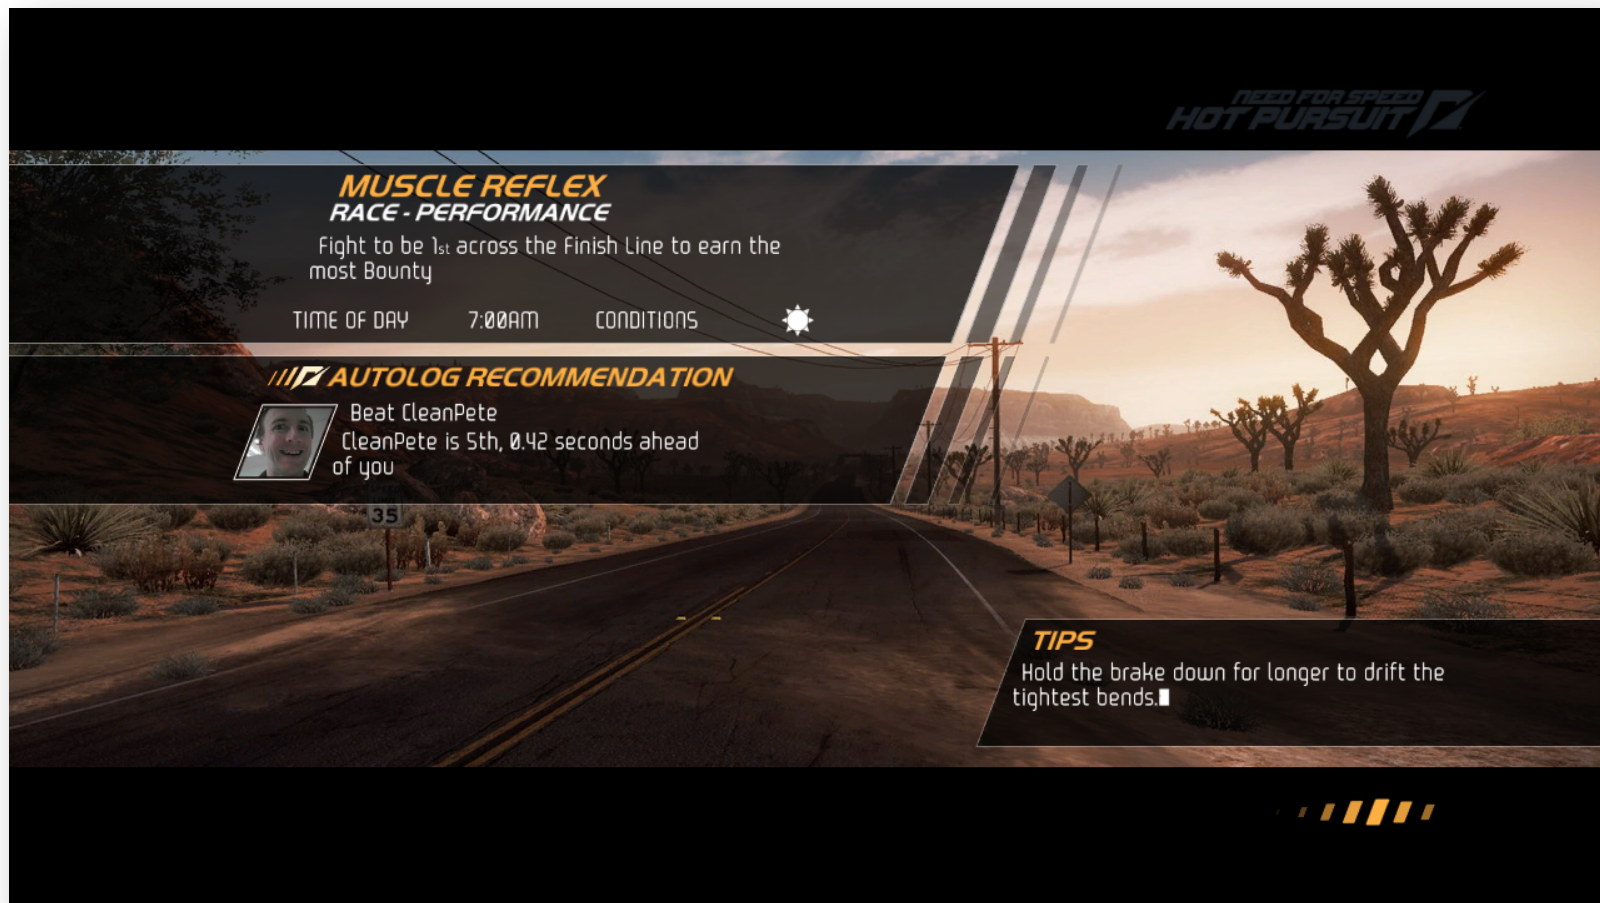 NEED FOR SPEED
HOT PURSUIT
MUSCLE REFLEX
RACE - PERFORMANCE
Fight to be 1st across the Finish Line to earn the
most Bounty
TIME OF DAY 7:00AM CONDITIONS
AUTOLOG RECOMMENDATION
Beat CleanPete
CleanPete is 5th, 0.42 seconds ahead
of you
35
TIPS
Hold the brake down for longer to drift the
tightest bends.